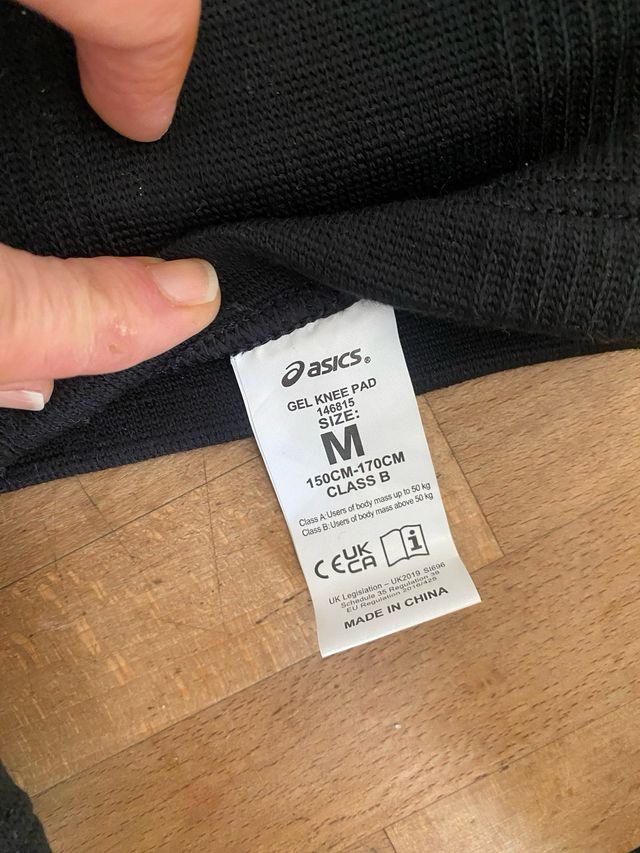 asics®
GEL KNEE PAD
146815
SIZE:
M
150CM-170CM
CLASS B
Class A: Users of body mass up to 50 kg
Class B: Users of body mass above 50 kg
CE UK CA i
UK Legislation – UK2019 SI696
Schedule 35 Regulation 38
EU Regulation 2016/425
MADE IN CHINA